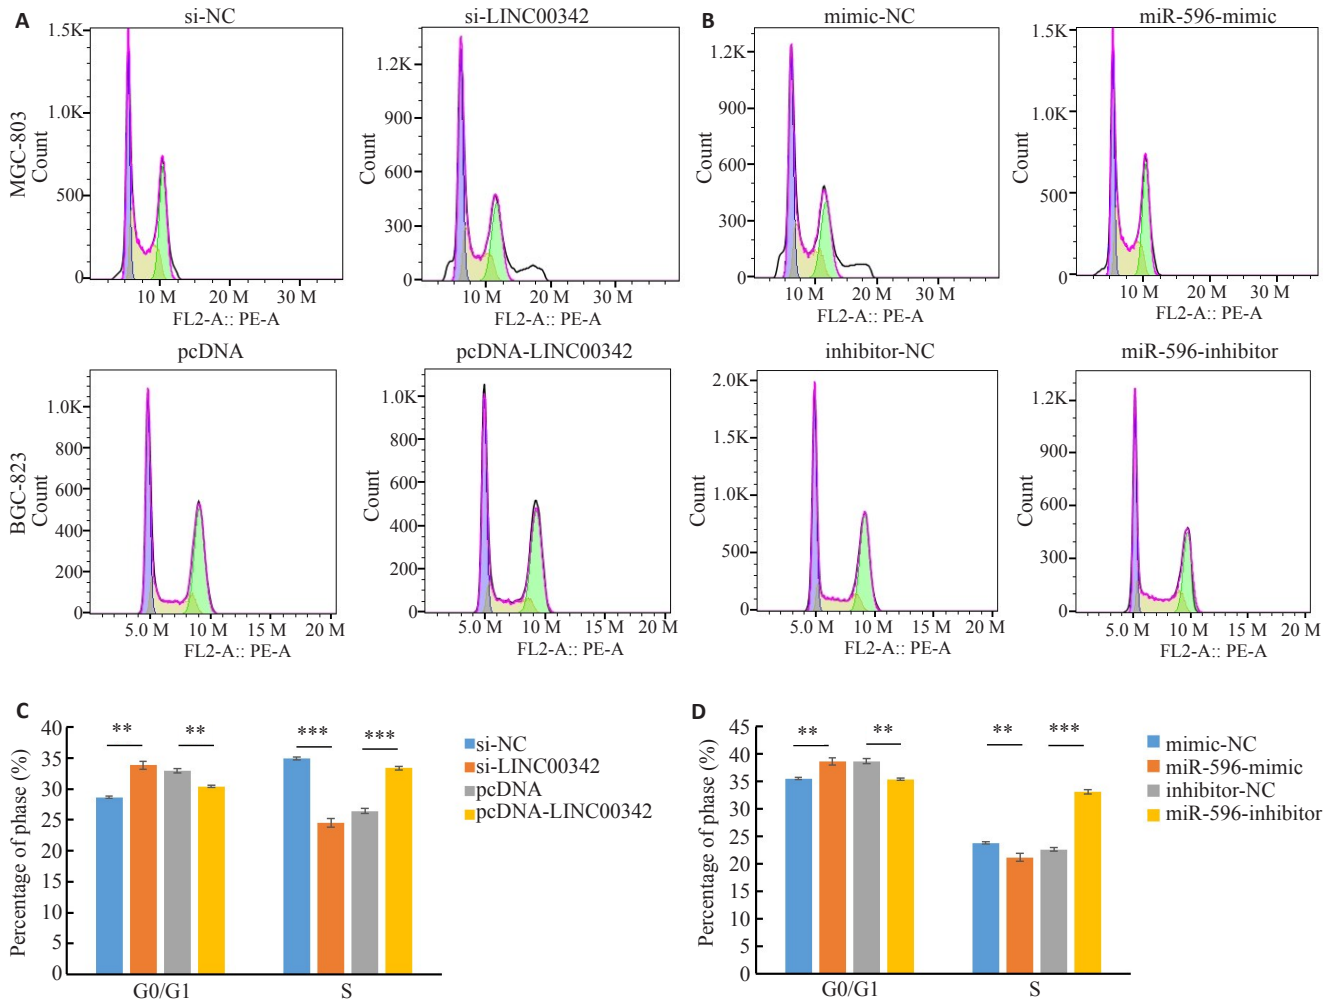 A
si-NC
si-LINC00342
B
mimic-NC
miR-596-mimic
MGC-803
Count
1.5K
1.0K
500
0
10 M 20 M 30 M
FL2-A:: PE-A
Count
1.2K
900
600
300
0
10 M 20 M 30 M
FL2-A:: PE-A
Count
1.2K
900
600
300
0
10 M 20 M 30 M
FL2-A:: PE-A
Count
1.5K
1.0K
500
0
10 M 20 M 30 M
FL2-A:: PE-A
pcDNA
pcDNA-LINC00342
inhibitor-NC
miR-596-inhibitor
BGC-823
Count
1.0K
800
600
400
200
0
5.0 M 10 M 15 M 20 M
FL2-A:: PE-A
Count
1.0K
800
600
400
200
0
5.0 M 10 M 15 M 20 M
FL2-A:: PE-A
Count
2.0K
1.5K
1.0K
500
0
5.0 M 10 M 15 M 20 M
FL2-A:: PE-A
Count
1.2K
900
600
300
0
5.0 M 10 M 15 M 20 M
FL2-A:: PE-A
C
Percentage of phase (%)
40
35
30
25
20
15
10
5
0
** ** *** ***
G0/G1 S
si-NC
si-LINC00342
pcDNA
pcDNA-LINC00342
D
Percentage of phase (%)
45
40
35
30
25
20
15
10
5
0
** ** ** ***
G0/G1 S
mimic-NC
miR-596-mimic
inhibitor-NC
miR-596-inhibitor